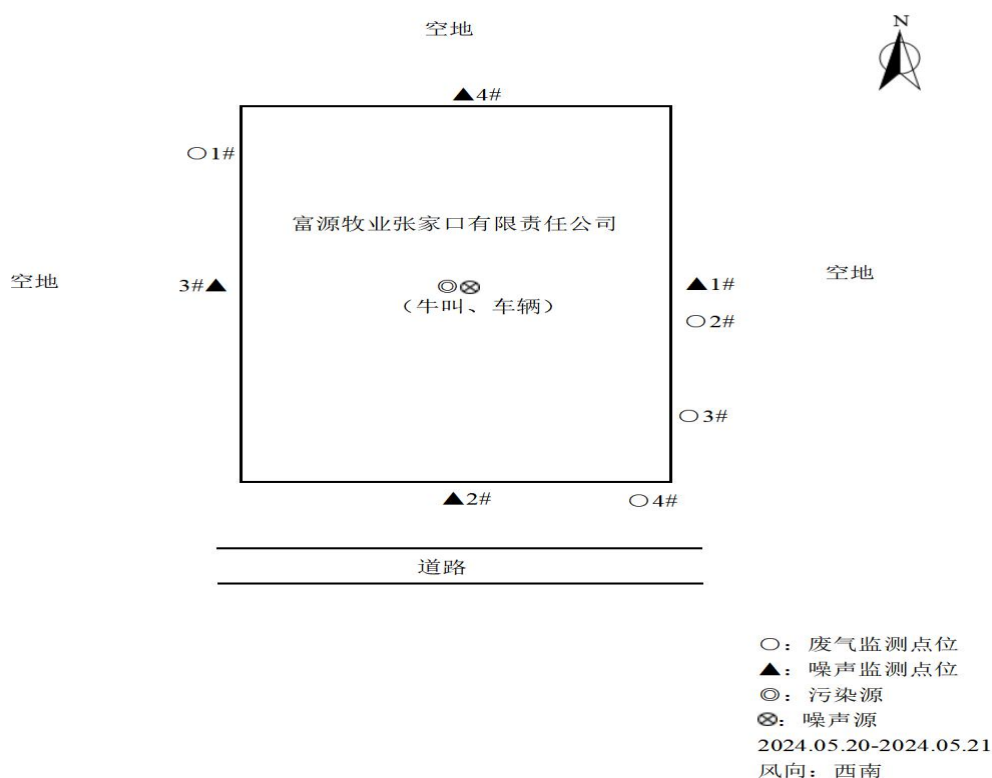 空地
N
▲4#
○1#
富源牧业张家口有限责任公司
空地
3#▲
◎⊗
▲1#
空地
(牛叫、车辆)
○2#
○3#
▲2#
○4#
道路
○：废气监测点位
▲：噪声监测点位
◎：污染源
⊗：噪声源
2024.05.20-2024.05.21
风向：西南